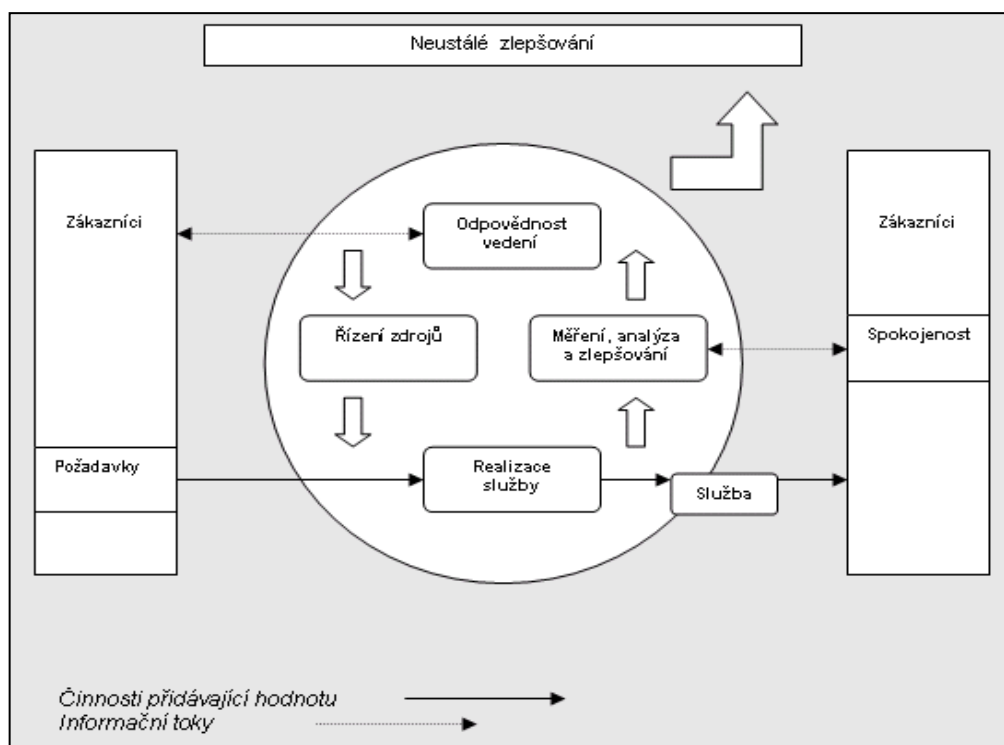 Neustálé zlepšování
Zákazníci
Odpovědnost
vedení
Zákazníci
Řízení zdrojů
Měření, analýza
a zlepšování
Spokojenost
Požadavky
Realizace
služby
Služba
Činnosti přidávající hodnotu
Informační toky